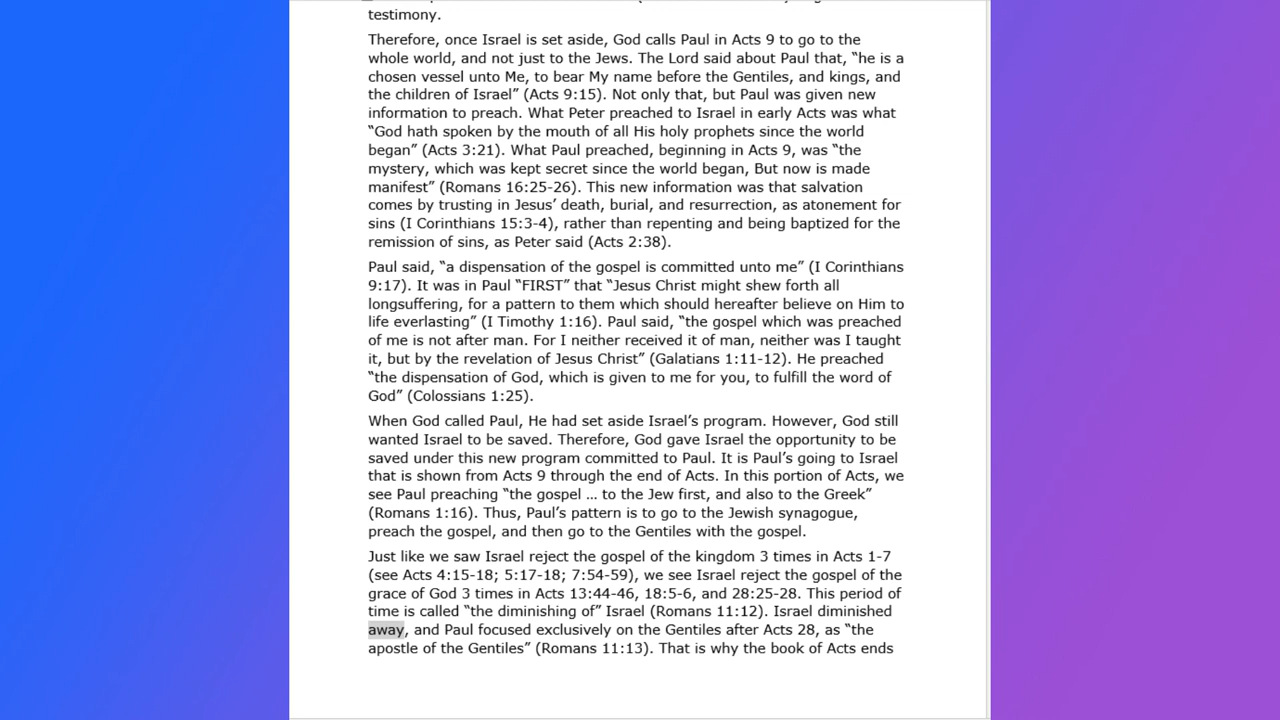 testimony.
Therefore, once Israel is set aside, God calls Paul in Acts 9 to go to the
whole world, and not just to the Jews. The Lord said about Paul that, “he is a
chosen vessel unto Me, to bear My name before the Gentiles, and kings, and
the children of Israel” (Acts 9:15). Not only that, but Paul was given new
information to preach. What Peter preached to Israel in early Acts was what
“God hath spoken by the mouth of all His holy prophets since the world
began” (Acts 3:21). What Paul preached, beginning in Acts 9, was “the
mystery, which was kept secret since the world began, But now is made
manifest” (Romans 16:25-26). This new information was that salvation
comes by trusting in Jesus’ death, burial, and resurrection, as atonement for
sins (I Corinthians 15:3-4), rather than repenting and being baptized for the
remission of sins, as Peter said (Acts 2:38).
Paul said, “a dispensation of the gospel is committed unto me” (I Corinthians
9:17). It was in Paul “FIRST” that “Jesus Christ might shew forth all
longsuffering, for a pattern to them which should hereafter believe on Him to
life everlasting” (I Timothy 1:16). Paul said, “the gospel which was preached
of me is not after man. For I neither received it of man, neither was I taught
it, but by the revelation of Jesus Christ” (Galatians 1:11-12). He preached
“the dispensation of God, which is given to me for you, to fulfill the word of
God” (Colossians 1:25).
When God called Paul, He had set aside Israel’s program. However, God still
wanted Israel to be saved. Therefore, God gave Israel the opportunity to be
saved under this new program committed to Paul. It is Paul’s going to Israel
that is shown from Acts 9 through the end of Acts. In this portion of Acts, we
see Paul preaching “the gospel … to the Jew first, and also to the Greek”
(Romans 1:16). Thus, Paul’s pattern is to go to the Jewish synagogue,
preach the gospel, and then go to the Gentiles with the gospel.
Just like we saw Israel reject the gospel of the kingdom 3 times in Acts 1-7
(see Acts 4:15-18; 5:17-18; 7:54-59), we see Israel reject the gospel of the
grace of God 3 times in Acts 13:44-46, 18:5-6, and 28:25-28. This period of
time is called “the diminishing of” Israel (Romans 11:12). Israel diminished
away, and Paul focused exclusively on the Gentiles after Acts 28, as “the
apostle of the Gentiles” (Romans 11:13). That is why the book of Acts ends